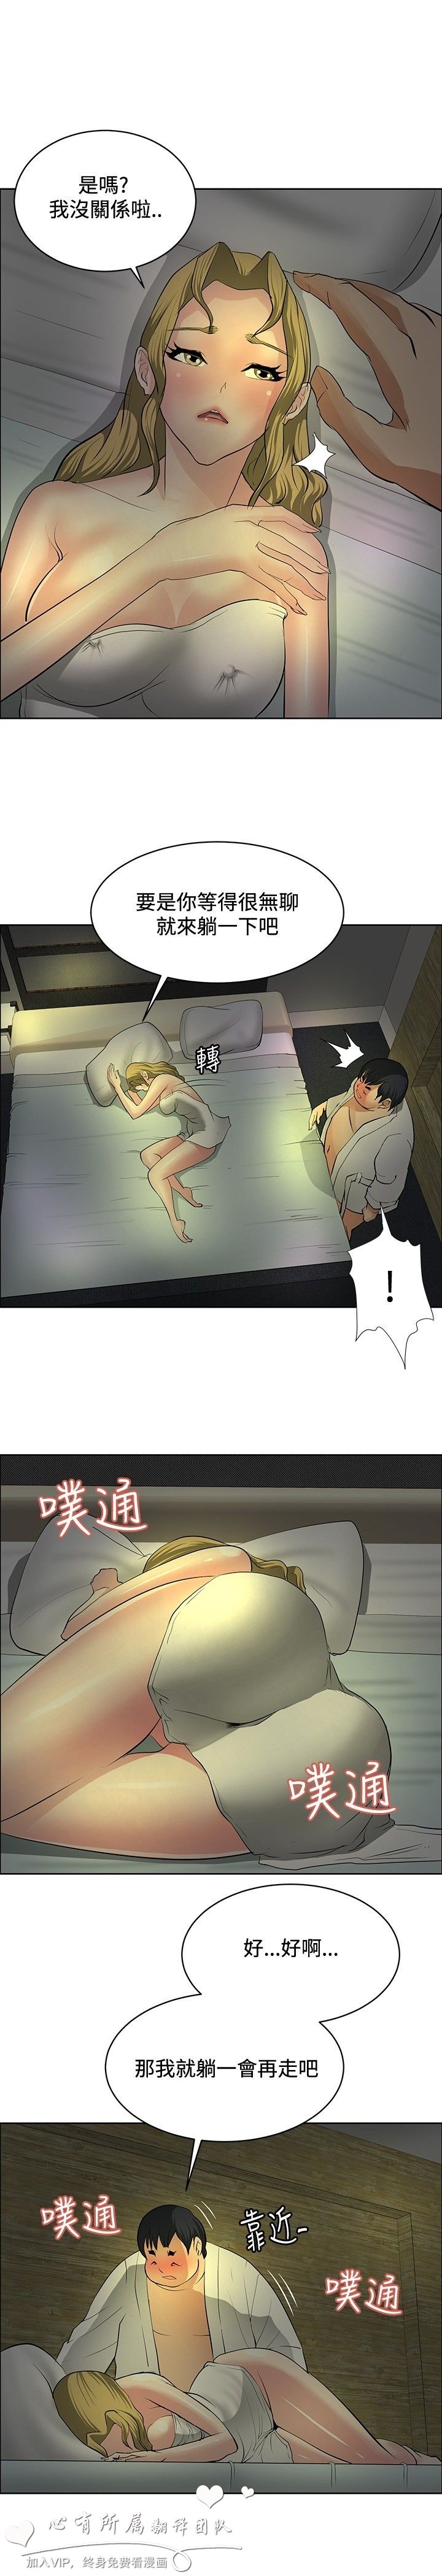 是嗎?
我沒關係啦..
要是你等得很無聊
就來躺一下吧
轉
!
噗通
噗通
好...好啊...
那我就躺一會再走吧
噗通
靠近-
噗通
心有所属翻译团队
加入VIP，终身免费看漫画